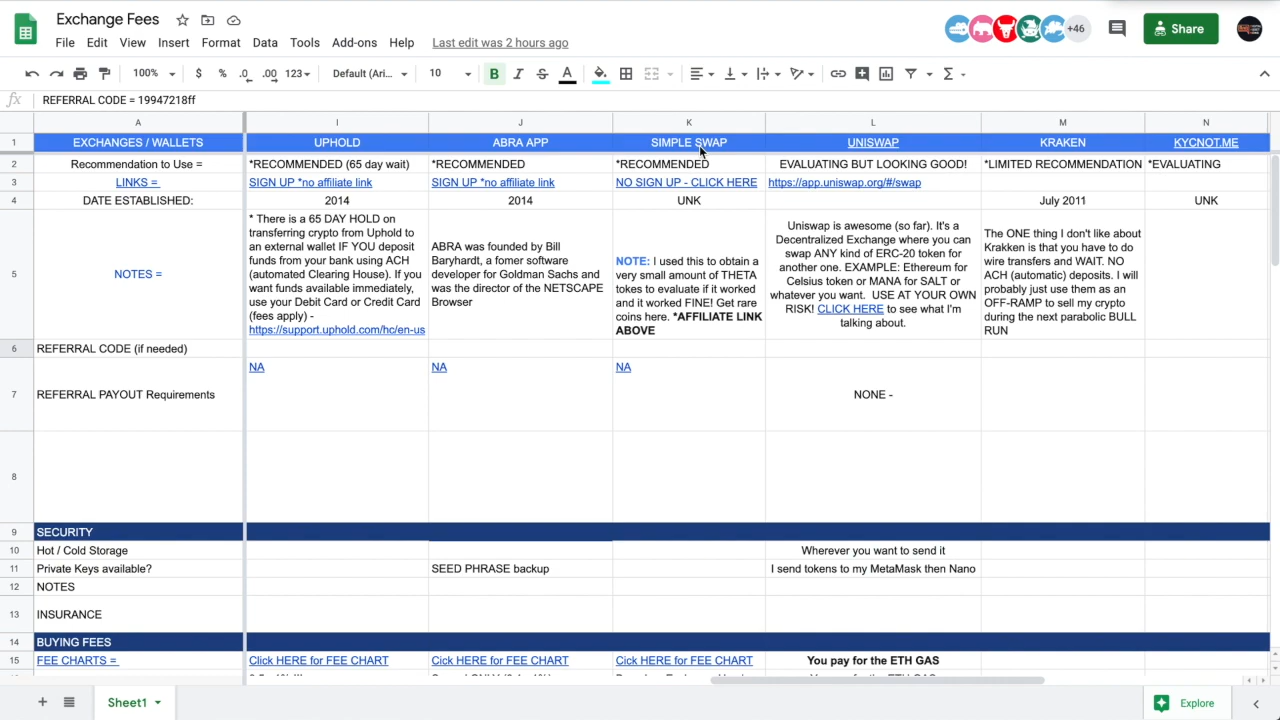 Exchange Fees
File Edit View Insert Format Data Tools Add-ons Help Last edit was 2 hours ago
+46
Share
100% $ % .0 .00 123 Default (Ari... 10 B I S A
fx REFERRAL CODE = 19947218ff
A I J K L M N
1 EXCHANGES / WALLETS UPHOLD ABRA APP SIMPLE SWAP UNISWAP KRAKEN KYCNOT.ME
2 Recommendation to Use = *RECOMMENDED (65 day wait) *RECOMMENDED *RECOMMENDED EVALUATING BUT LOOKING GOOD! *LIMITED RECOMMENDATION *EVALUATING
3 LINKS = SIGN UP *no affiliate link SIGN UP *no affiliate link NO SIGN UP - CLICK HERE https://app.uniswap.org/#/swap
4 DATE ESTABLISHED: 2014 2014 UNK July 2011 UNK
5 NOTES =
* There is a 65 DAY HOLD on
transferring crypto from Uphold to
an external wallet IF YOU deposit
funds from your bank using ACH
(automated Clearing House). If you
want funds available immediately,
use your Debit Card or Credit Card
(fees apply) -
https://support.uphold.com/hc/en-us
ABRA was founded by Bill
Baryhardt, a fomer software
developer for Goldman Sachs and
was the director of the NETSCAPE
Browser
NOTE: I used this to obtain a
very small amount of THETA
tokes to evaluate if it worked
and it worked FINE! Get rare
coins here. *AFFILIATE LINK
ABOVE
Uniswap is awesome (so far). It's a
Decentralized Exchange where you can
swap ANY kind of ERC-20 token for
another one. EXAMPLE: Ethereum for
Celsius token or MANA for SALT or
whatever you want. USE AT YOUR OWN
RISK! CLICK HERE to see what I'm
talking about.
The ONE thing I don't like about
Krakken is that you have to do
wire transfers and WAIT. NO
ACH (automatic) deposits. I will
probably just use them as an
OFF-RAMP to sell my crypto
during the next parabolic BULL
RUN
6 REFERRAL CODE (if needed)
7 REFERRAL PAYOUT Requirements NA NA NA NONE -
8
9 SECURITY
10 Hot / Cold Storage Wherever you want to send it
11 Private Keys available? SEED PHRASE backup I send tokens to my MetaMask then Nano
12 NOTES
13 INSURANCE
14 BUYING FEES
15 FEE CHARTS = Click HERE for FEE CHART Cick HERE for FEE CHART Cick HERE for FEE CHART You pay for the ETH GAS
Sheet1
Explore